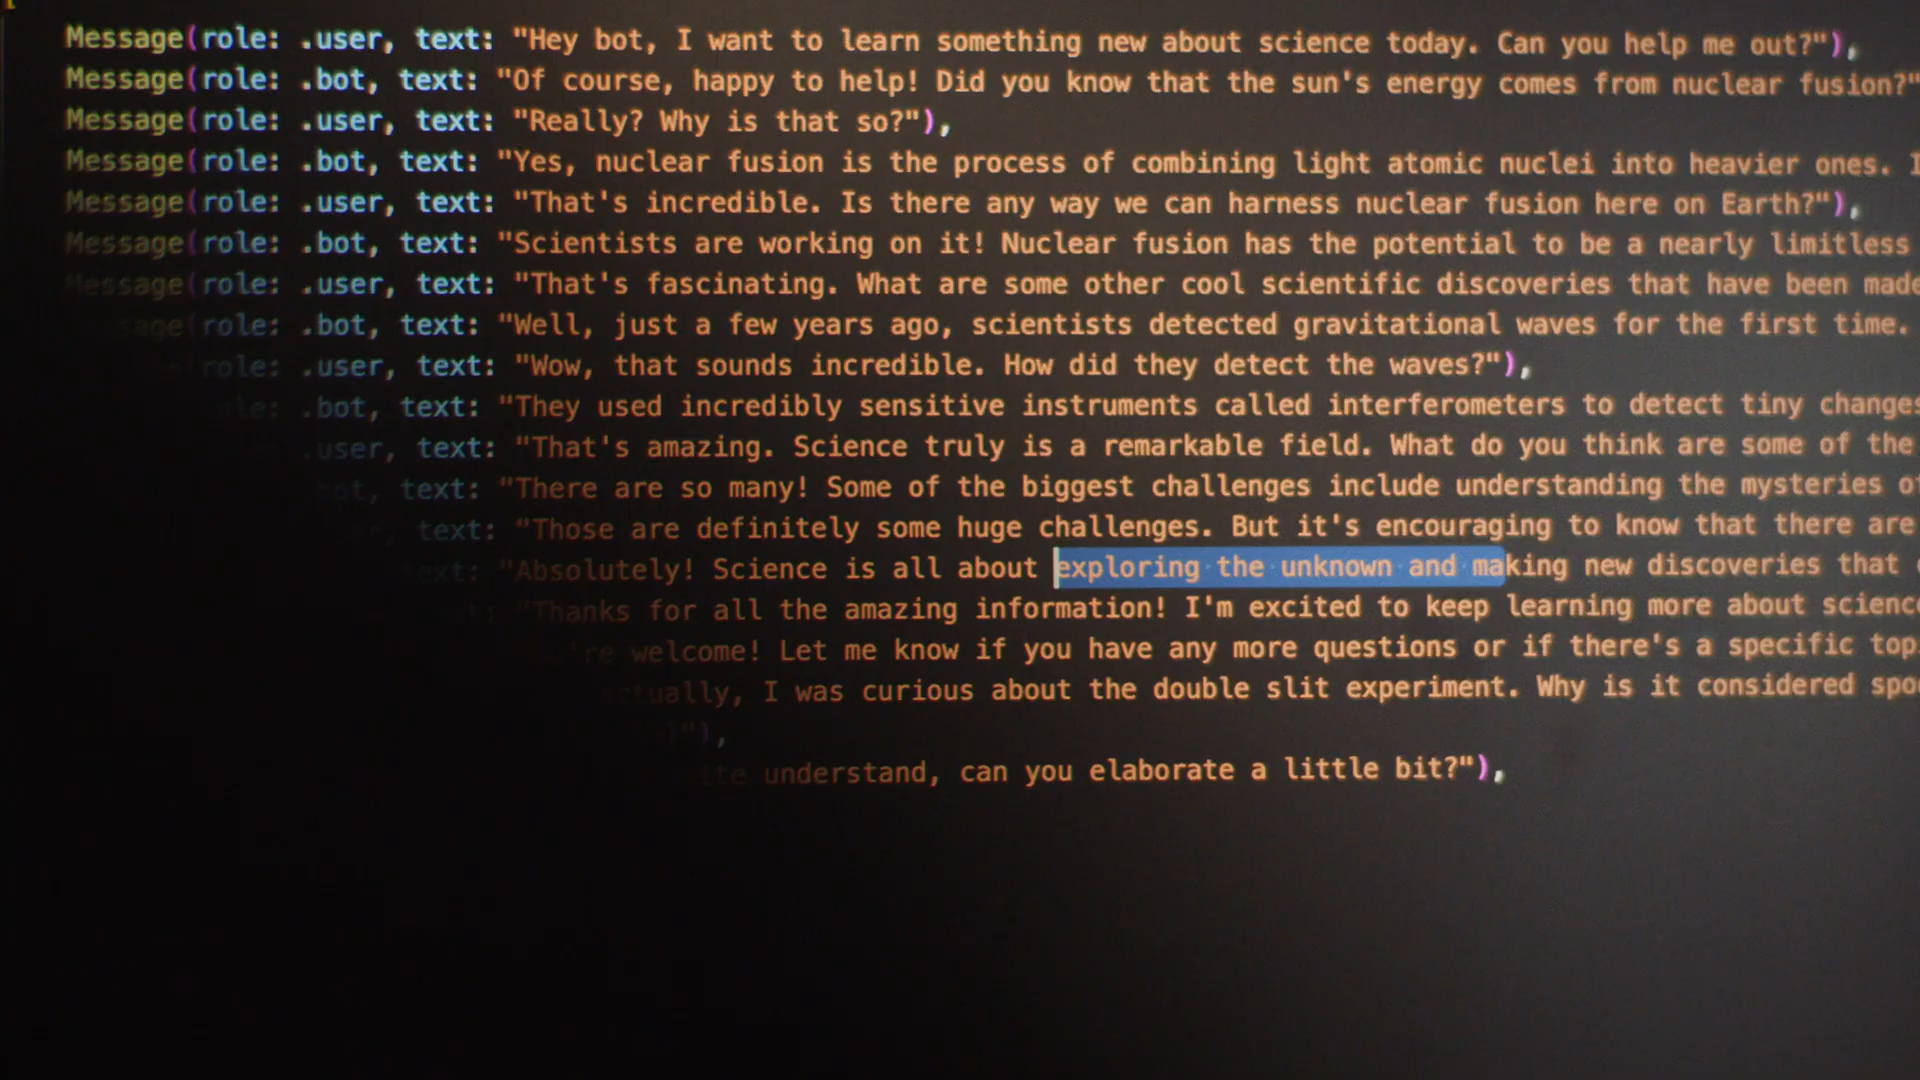 Message(role: .user, text: "Hey bot, I want to learn something new about science today. Can you help me out?"),
Message(role: .bot, text: "Of course, happy to help! Did you know that the sun's energy comes from nuclear fusion?"
Message(role: .user, text: "Really? Why is that so?"),
Message(role: .bot, text: "Yes, nuclear fusion is the process of combining light atomic nuclei into heavier ones.
Message(role: .user, text: "That's incredible. Is there any way we can harness nuclear fusion here on Earth?"),
Message(role: .bot, text: "Scientists are working on it! Nuclear fusion has the potential to be a nearly limitless
Message(role: .user, text: "That's fascinating. What are some other cool scientific discoveries that have been made
sage(role: .bot, text: "Well, just a few years ago, scientists detected gravitational waves for the first time.
role: .user, text: "Wow, that sounds incredible. How did they detect the waves?"),
.bot, text: "They used incredibly sensitive instruments called interferometers to detect tiny changes
.user, text: "That's amazing. Science truly is a remarkable field. What do you think are some of the
bot, text: "There are so many! Some of the biggest challenges include understanding the mysteries
text: "Those are definitely some huge challenges. But it's encouraging to know that there are
text: "Absolutely! Science is all about exploring the unknown and making new discoveries that
"Thanks for all the amazing information! I'm excited to keep learning more about science
're welcome! Let me know if you have any more questions or if there's a specific top
ctually, I was curious about the double slit experiment. Why is it considered spo
"),
understand, can you elaborate a little bit?"),